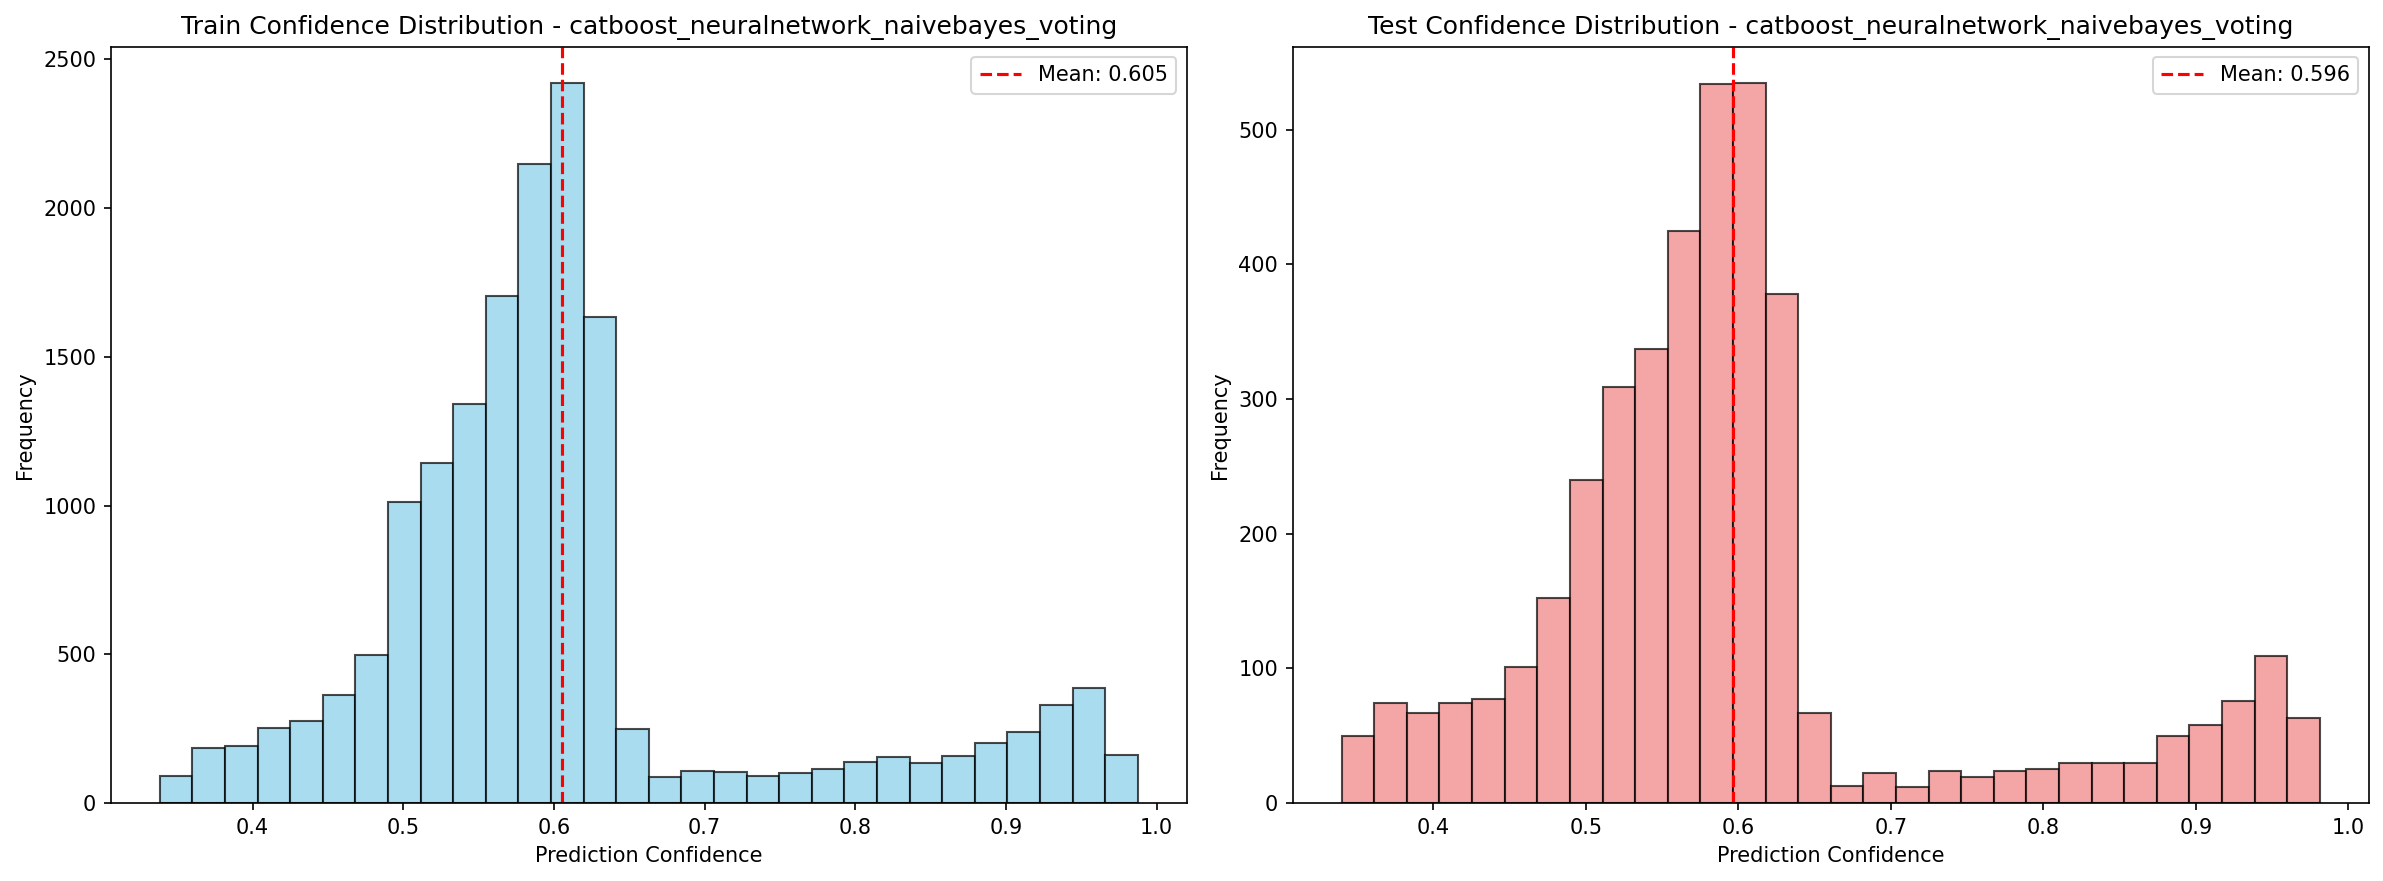 Train Confidence Distribution - catboost_neuralnetwork_naivebayes_voting
Mean: 0.605
Frequency
2500
2000
1500
1000
500
0
0.4 0.5 0.6 0.7 0.8 0.9 1.0
Prediction Confidence
Test Confidence Distribution - catboost_neuralnetwork_naivebayes_voting
Mean: 0.596
Frequency
500
400
300
200
100
0
0.4 0.5 0.6 0.7 0.8 0.9 1.0
Prediction Confidence